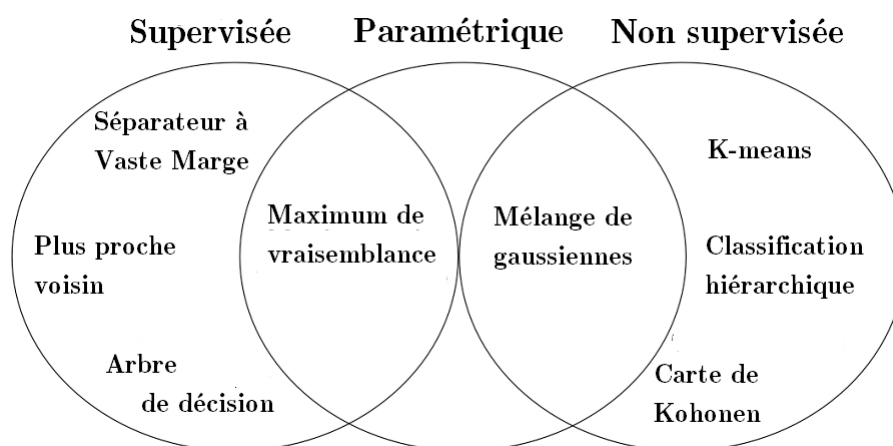 Supervisée
Paramétrique
Non supervisée
Séparateur à
Vaste Marge
Plus proche
voisin
Arbre
de décision
Maximum de
vraisemblance
Mélange de
gaussiennes
K-means
Classification
hiérarchique
Carte de
Kohonen